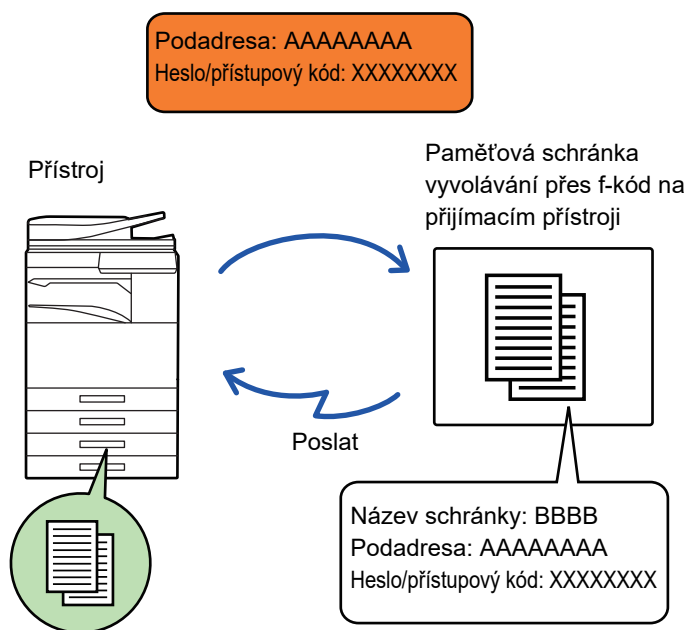 Podadresa: AAAAAAAA
Heslo/přístupový kód: XXXXXXXX
Přístroj
Paměťová schránka
vyvolávání přes f-kód na
přijímacím přístroji
Poslat
Název schránky: BBBB
Podadresa: AAAAAAAA
Heslo/přístupový kód: XXXXXXXX